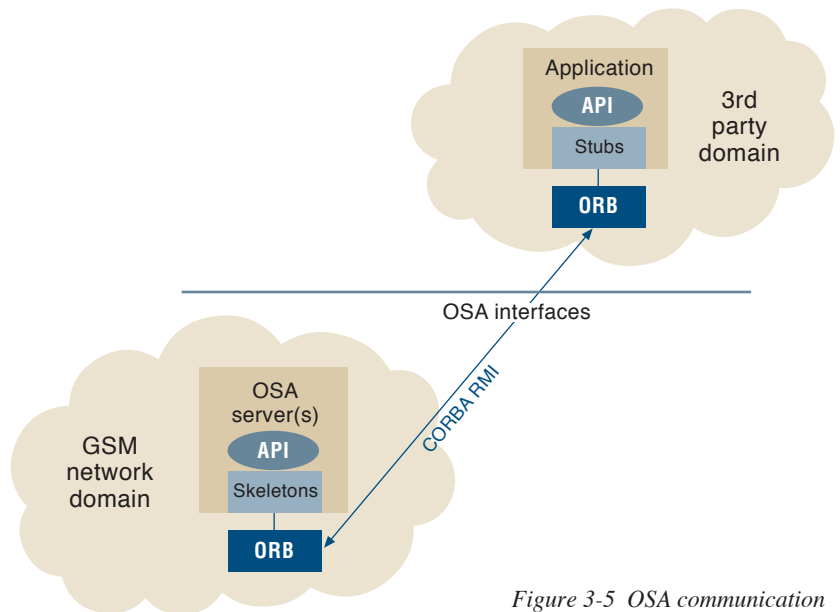 Application
API
Stubs
ORB
3rd
party
domain
OSA interfaces
CORBA RMI
OSA
server(s)
API
Skeletons
ORB
GSM
network
domain
Figure 3-5 OSA communication